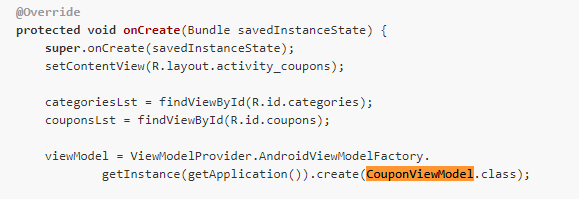 @Override
protected void onCreate(Bundle savedInstanceState) {
super.onCreate(savedInstanceState);
setContentView(R.layout.activity_coupons);
categoriesLst = findViewById(R.id.categories);
couponsLst = findViewById(R.id.coupons);
viewModel = ViewModelProvider.AndroidViewModelFactory.
getInstance(getApplication()).create(CouponViewModel.class);